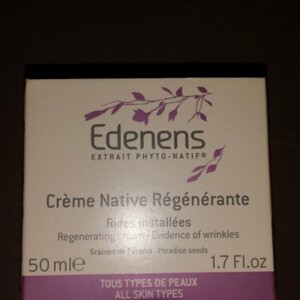 Edenens
EXTRAIT PHYTO-NATIF®
Crème Native Régénérante
Rides installées
Regenerating cream - Evidence of wrinkles
Graines de Paradis - Paradise seeds
50 ml℮ 1.7 Fl.oz
TOUS TYPES DE PEAUX
ALL SKIN TYPES